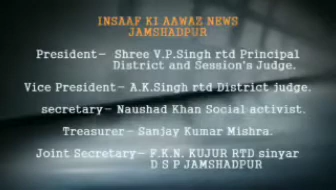 INSAAF KI AAWAZ NEWS
JAMSHADPUR
President- Shree V.P.Singh rtd Principal
District and Session's Judge.
Vice President- A.K.Singh rtd District judge.
secretary- Naushad Khan Social activist.
Treasurer- Sanjay Kumar Mishra.
Joint Secretary- F.K.N. KUJUR RTD sinyar
D S P JAMSHADPUR